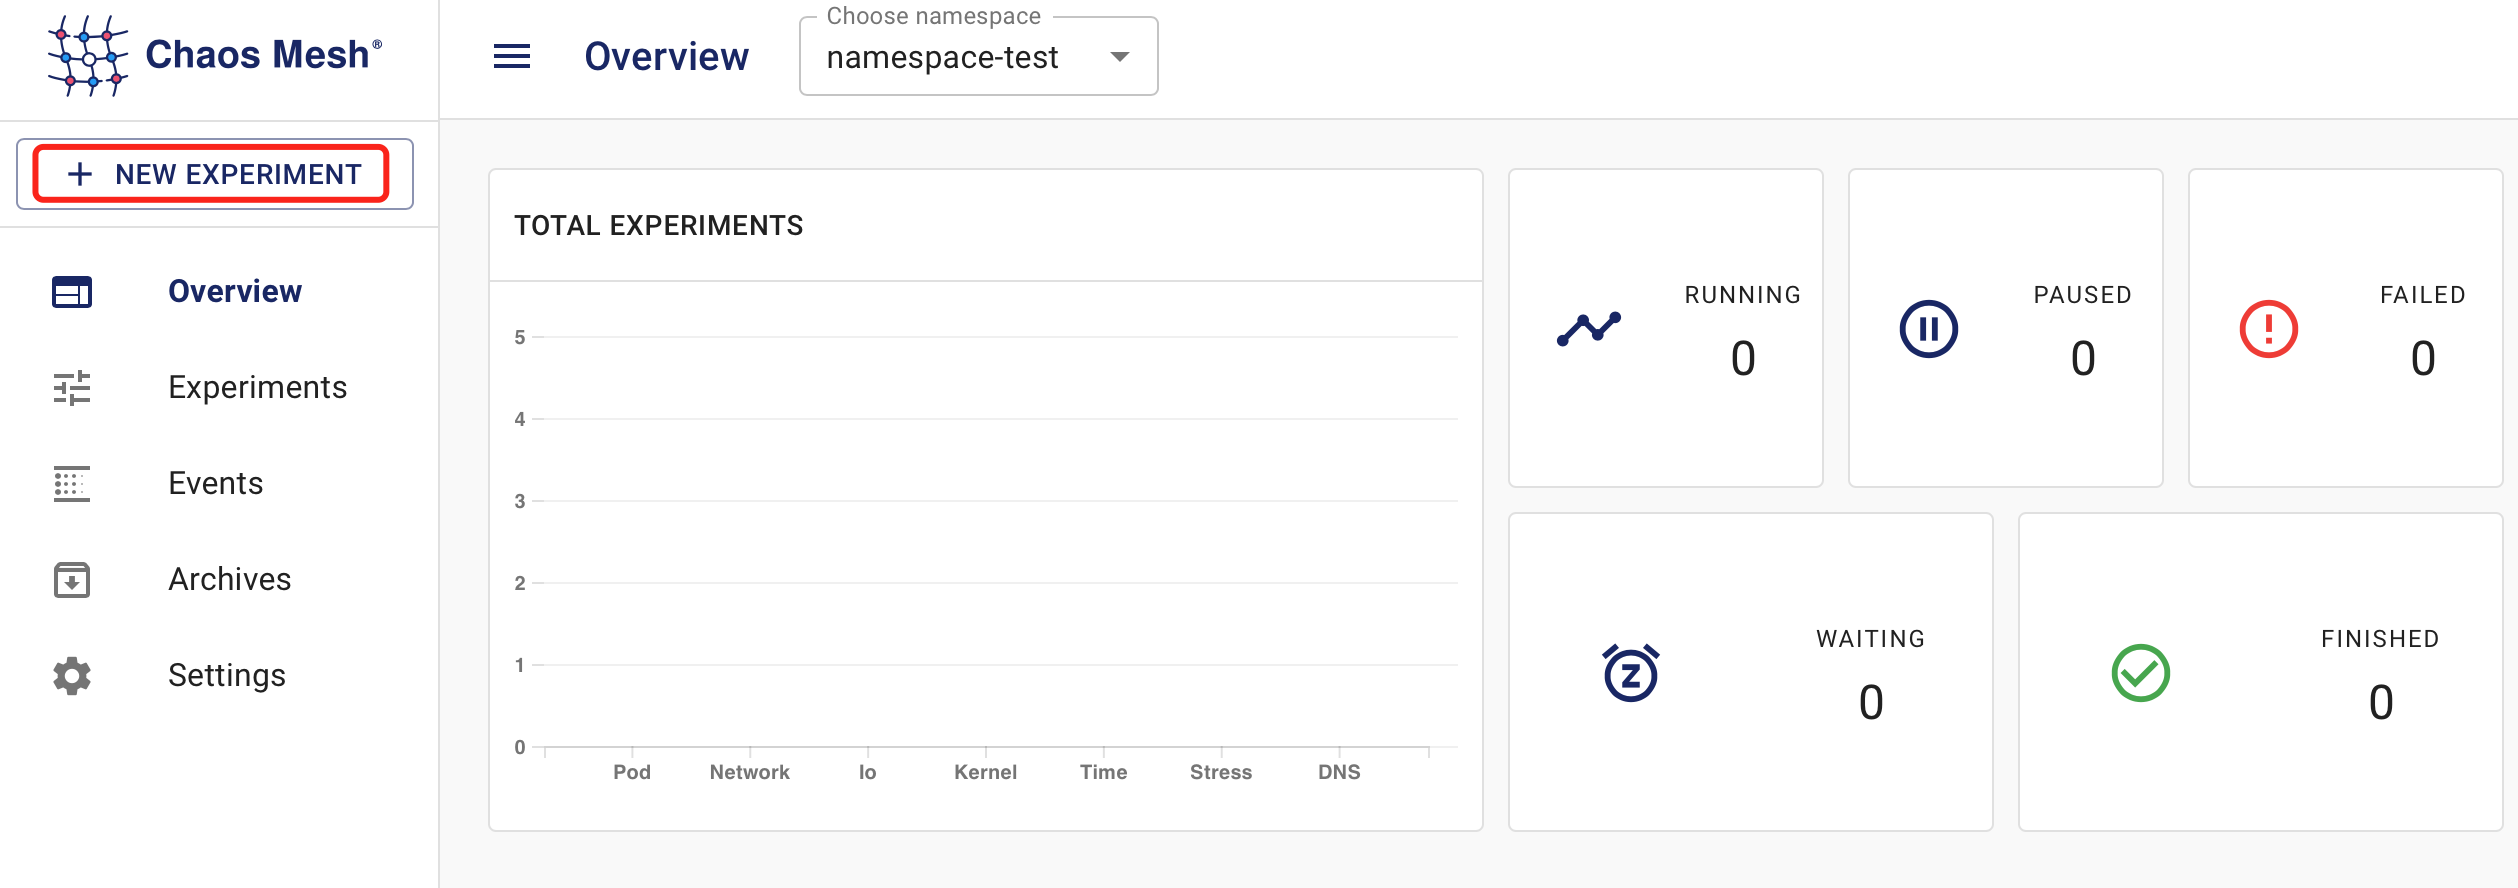 Chaos Mesh®
NEW EXPERIMENT
Overview
Experiments
Events
Archives
Settings
Overview
Choose namespace
namespace-test
TOTAL EXPERIMENTS
5
4
3
2
1
0
Pod Network Io Kernel Time Stress DNS
RUNNING
0
PAUSED
0
FAILED
0
WAITING
0
FINISHED
0